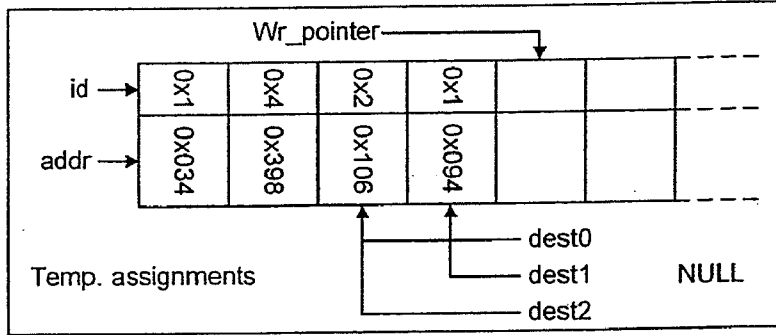 Wr_pointer
id 0x1 0x4 0x2 0x1
addr 0x034 0x398 0x106 0x094
dest0
Temp. assignments dest1 NULL
dest2